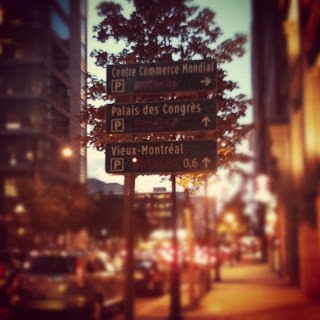 Centre Commerce Mondial
P
Palais des Congrès
P ↑
Vieux-Montréal
P 0,6 ↑